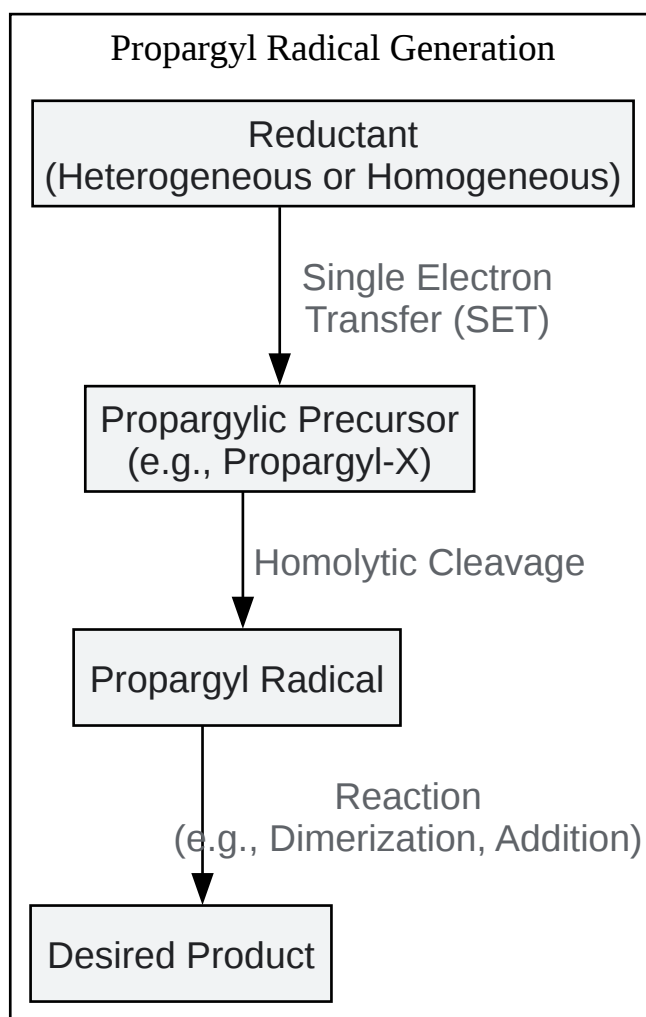 Propargyl Radical Generation
Reductant
(Heterogeneous or Homogeneous)
Single Electron
Transfer (SET)
Propargylic Precursor
(e.g., Propargyl-X)
Homolytic Cleavage
Propargyl Radical
Reaction
(e.g., Dimerization, Addition)
Desired Product